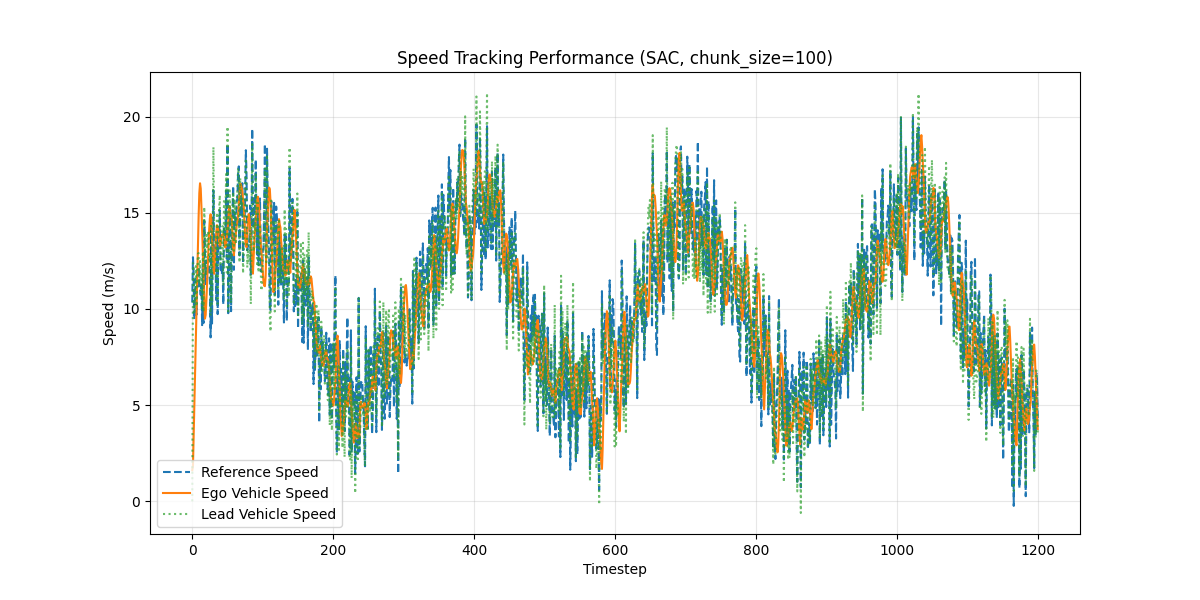 Speed Tracking Performance (SAC, chunk_size=100)
Speed (m/s)
20
15
10
5
0
Reference Speed
Ego Vehicle Speed
Lead Vehicle Speed
0 200 400 600 800 1000 1200
Timestep